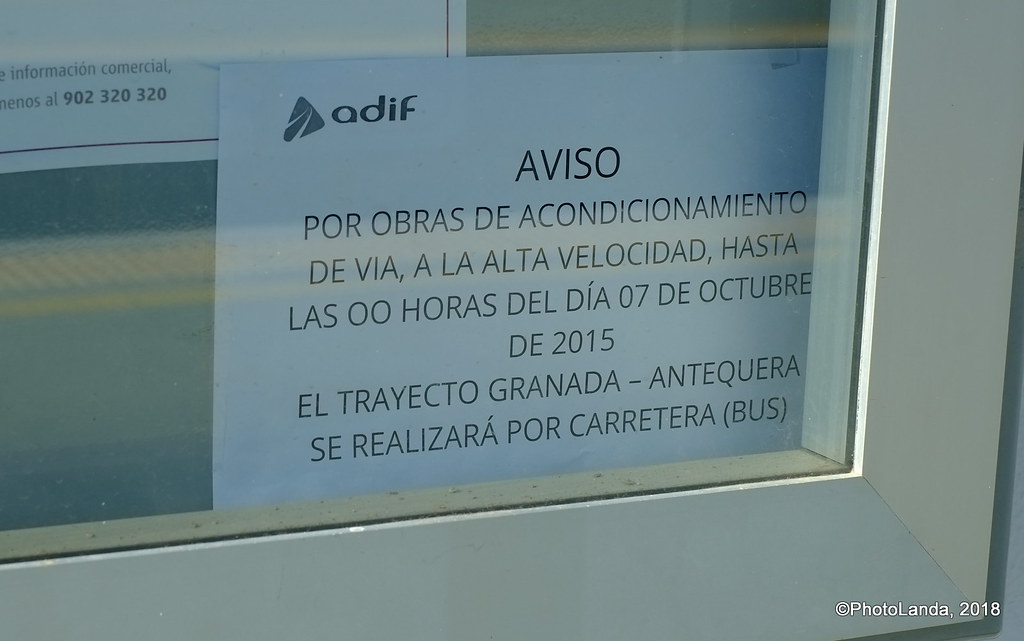 e información comercial,
menos al 902 320 320
adif
AVISO
POR OBRAS DE ACONDICIONAMIENTO
DE VIA, A LA ALTA VELOCIDAD, HASTA
LAS OO HORAS DEL DÍA 07 DE OCTUBRE
DE 2015
EL TRAYECTO GRANADA – ANTEQUERA
SE REALIZARÁ POR CARRETERA (BUS)
©PhotoLanda, 2018